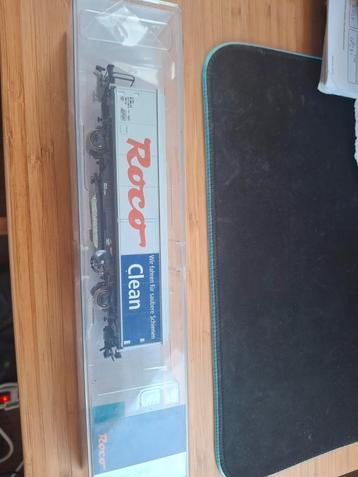 Roco
Wir fahren für saubere Schienen
Clean
Roco